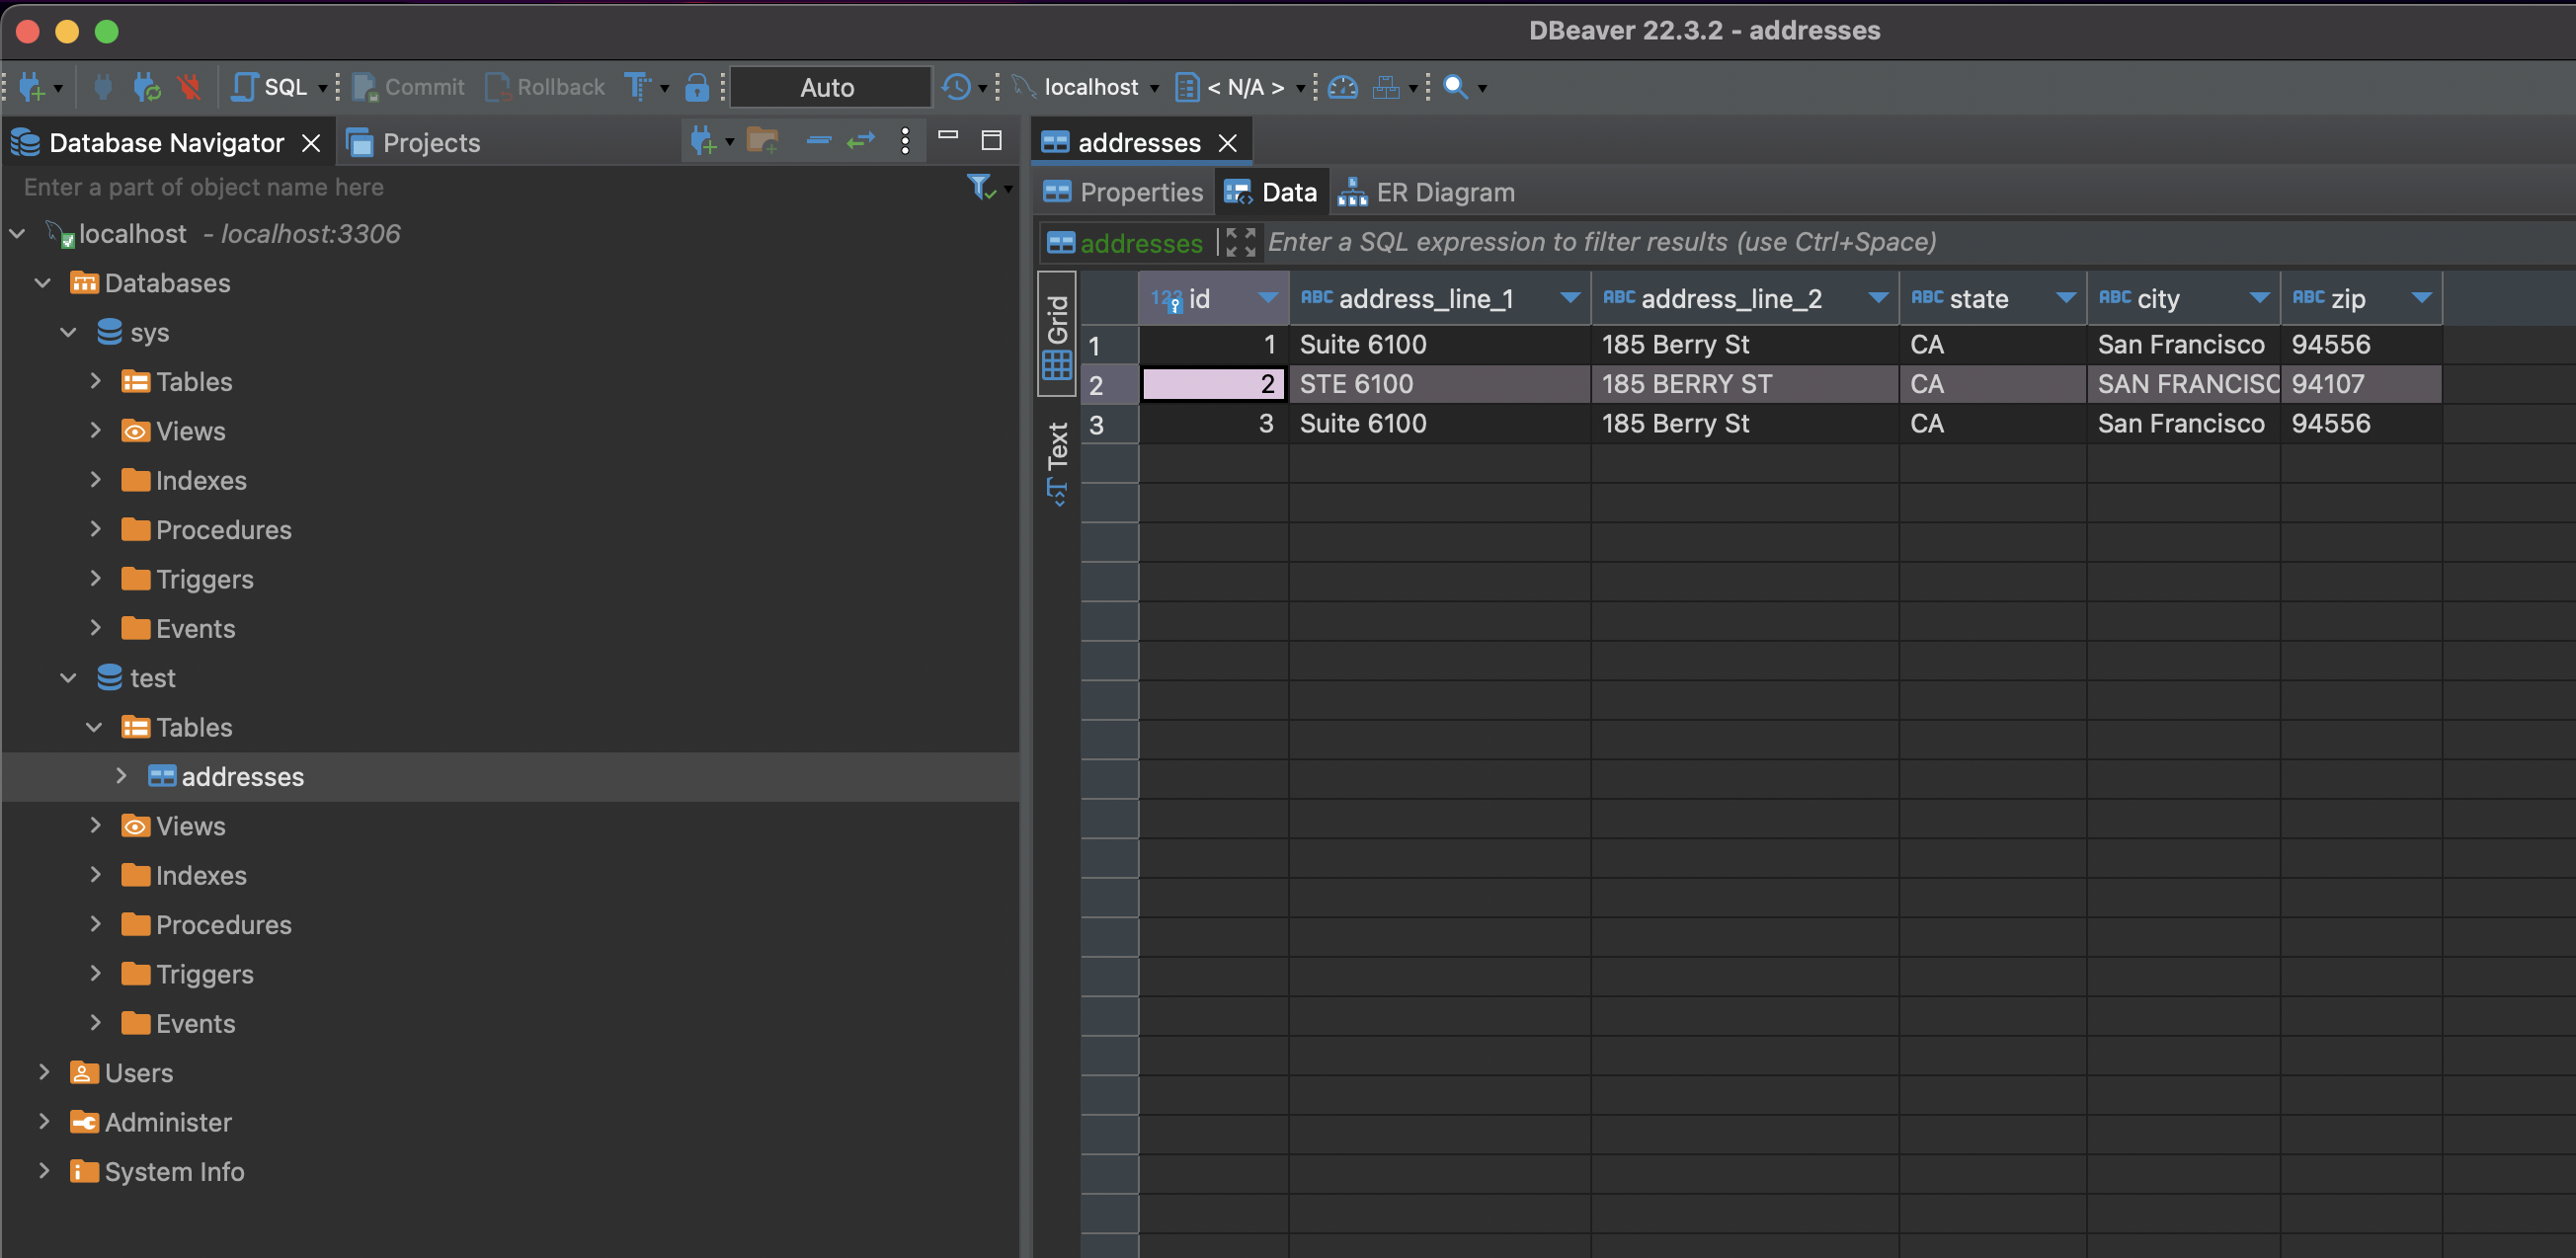 DBeaver 22.3.2 - addresses
SQL Commit Rollback Auto localhost < N/A >
Database Navigator Projects
Enter a part of object name here
localhost - localhost:3306
Databases
sys
Tables
Views
Indexes
Procedures
Triggers
Events
test
Tables
addresses
Views
Indexes
Procedures
Triggers
Events
Users
Administer
System Info
addresses
Properties Data ER Diagram
addresses Enter a SQL expression to filter results (use Ctrl+Space)
Grid
Text
123 id ABC address_line_1 ABC address_line_2 ABC state ABC city ABC zip
1 1 Suite 6100 185 Berry St CA San Francisco 94556
2 2 STE 6100 185 BERRY ST CA SAN FRANCISC 94107
3 3 Suite 6100 185 Berry St CA San Francisco 94556